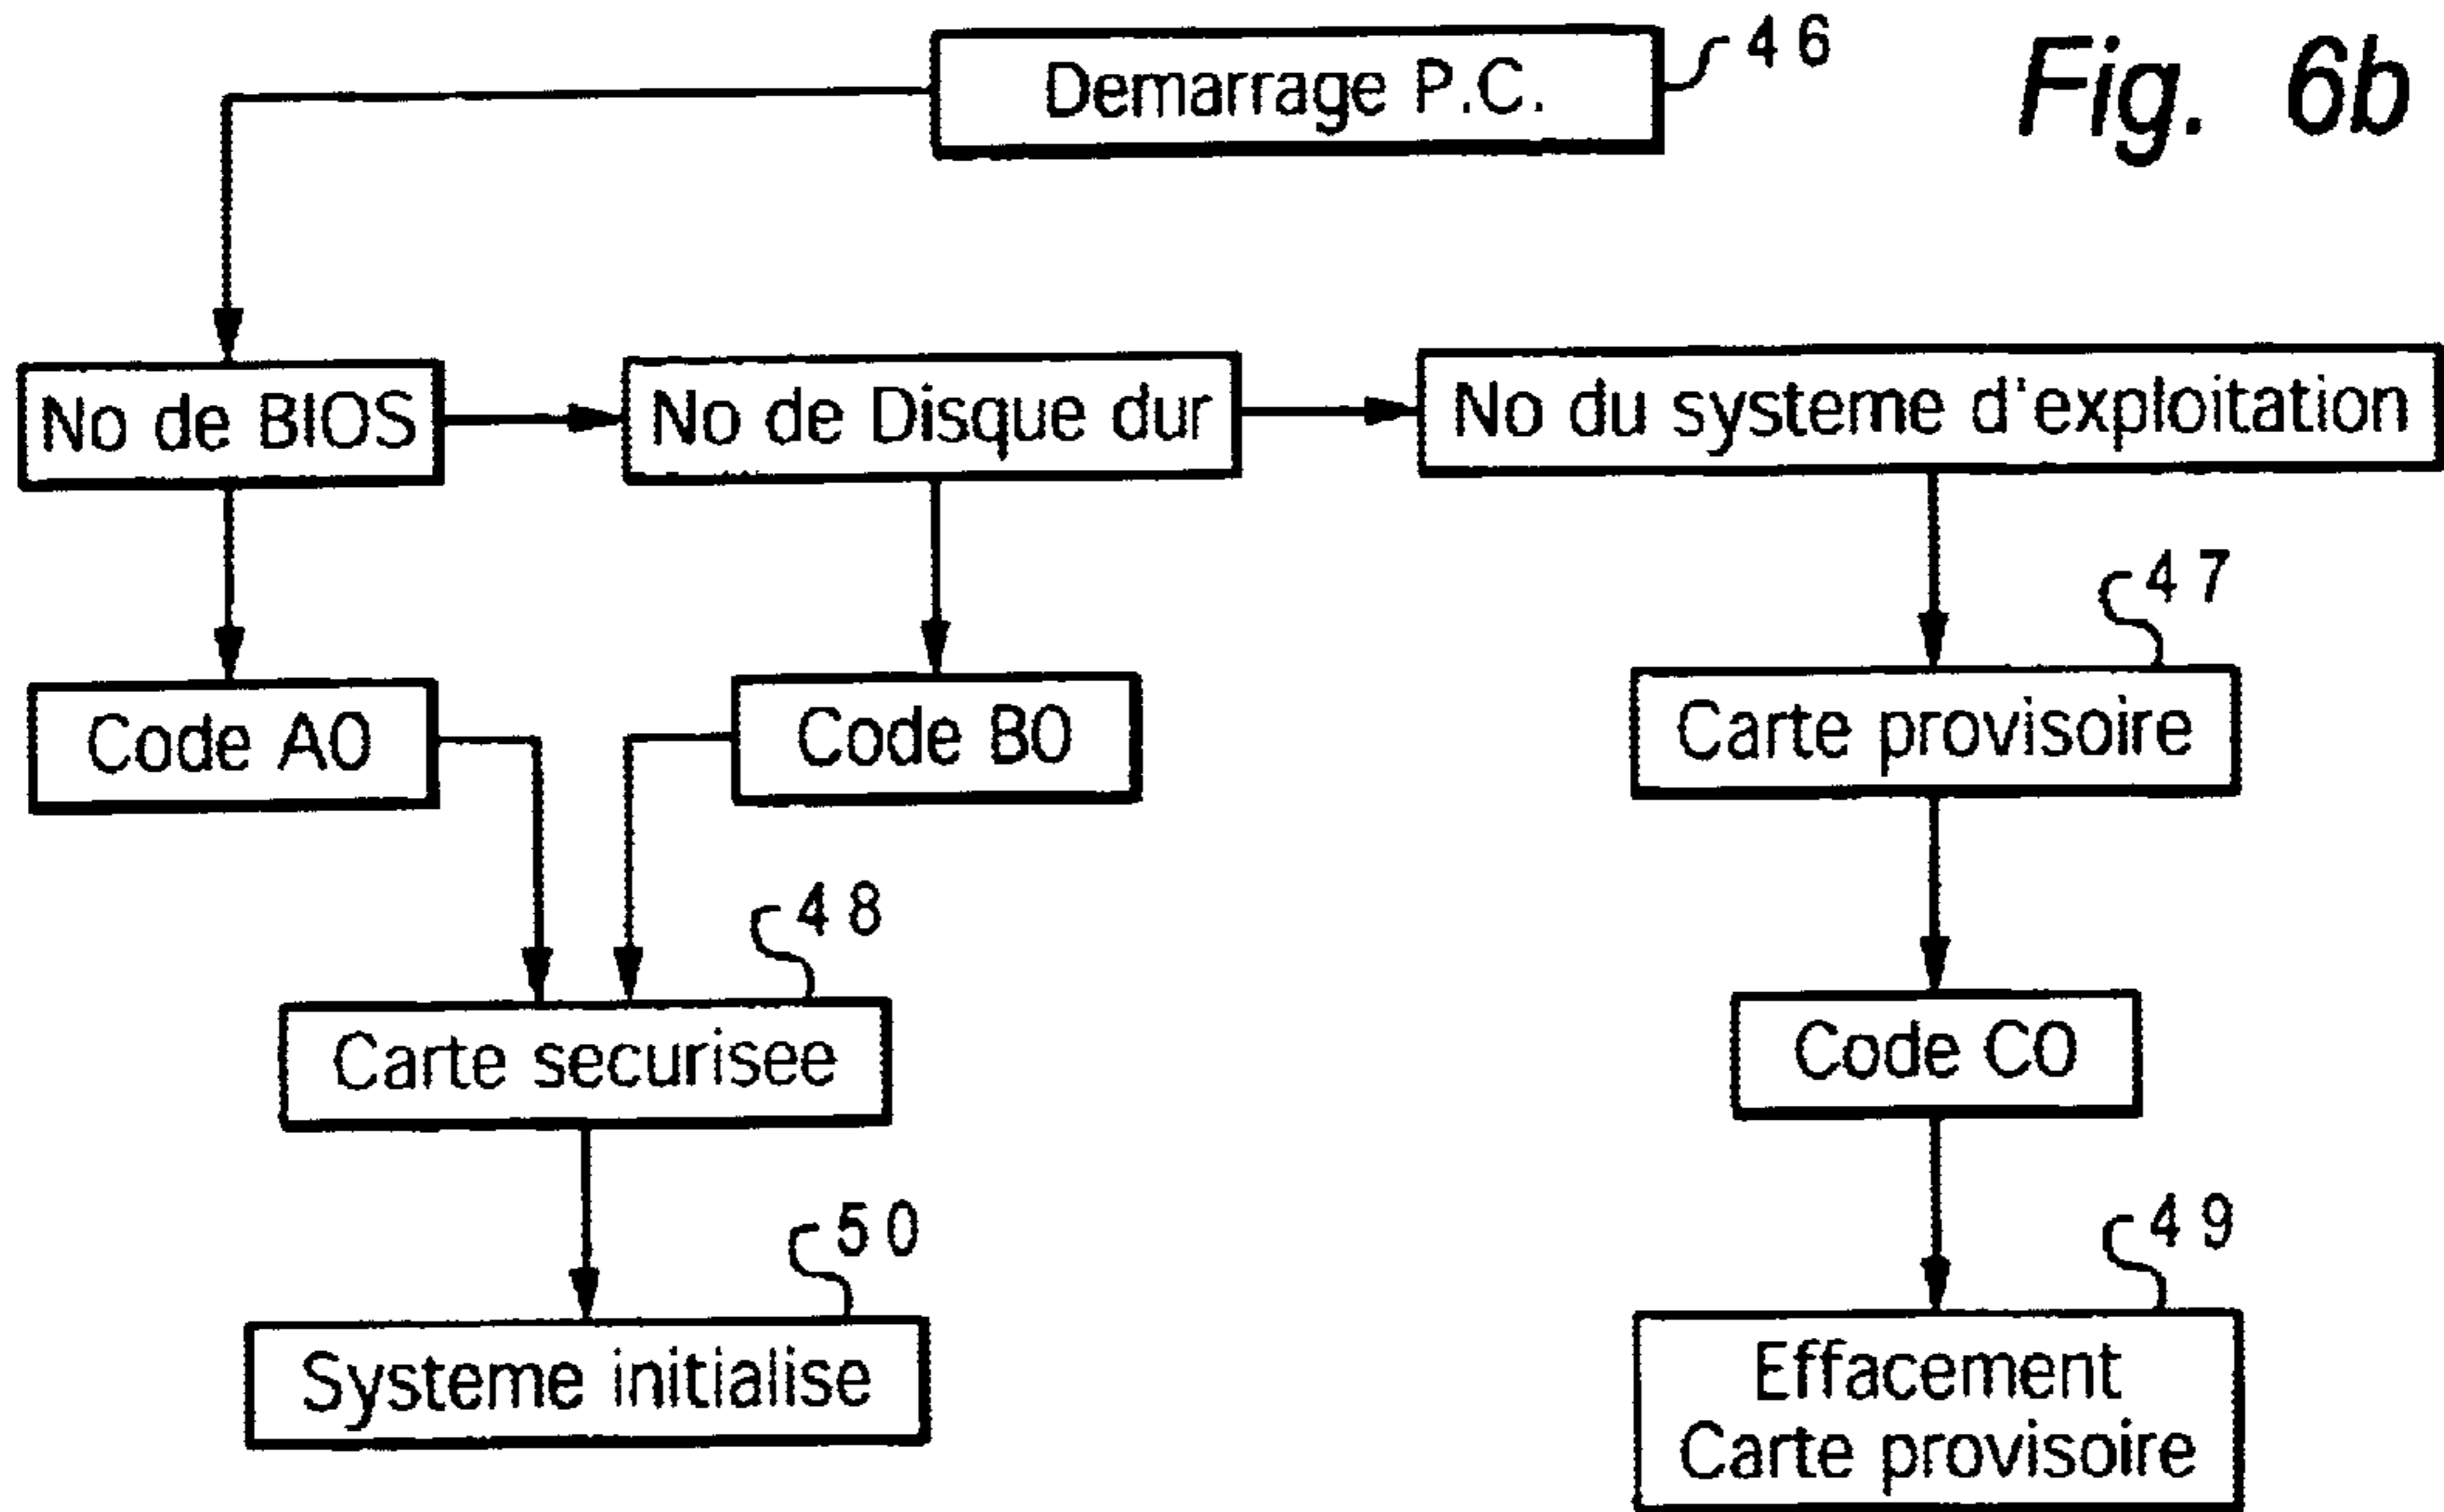 Demarrage P.C.
46
Fig. 6b
No de BIOS
No de Disque dur
No du systeme d'exploitation
47
Code A0
Code B0
Carte provisoire
48
Carte securisee
Code C0
50
49
Systeme initialise
Effacement
Carte provisoire